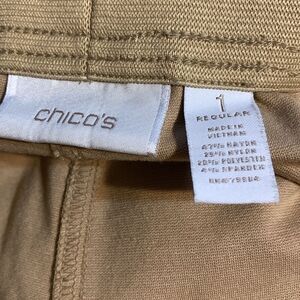 chico's
1
REGULAR
MADE IN
VIETNAM
47% RAYON
29% NYLON
20% POLYESTER
4% SPANDEX